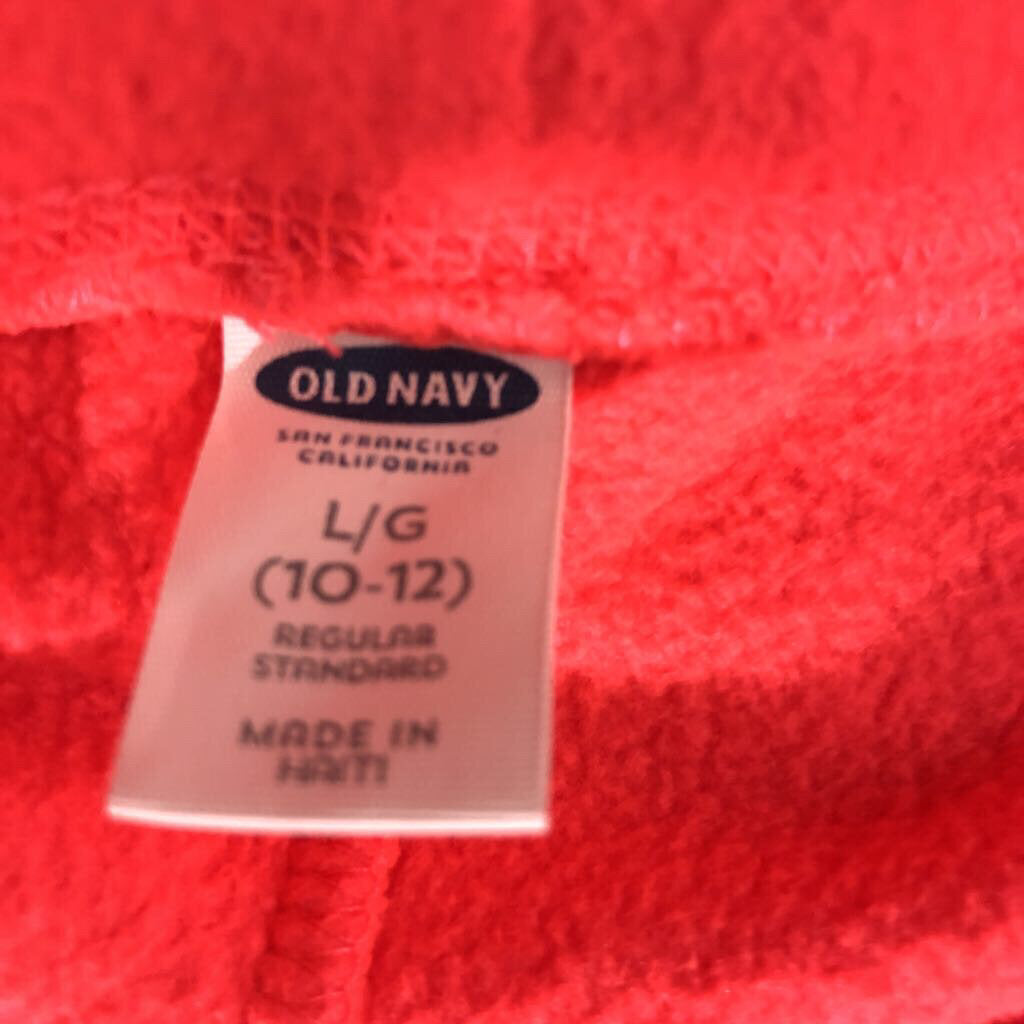 OLD NAVY
SAN FRANCISCO
CALIFORNIA
L/G
(10-12)
REGULAR
STANDARD
MADE IN
HAITI